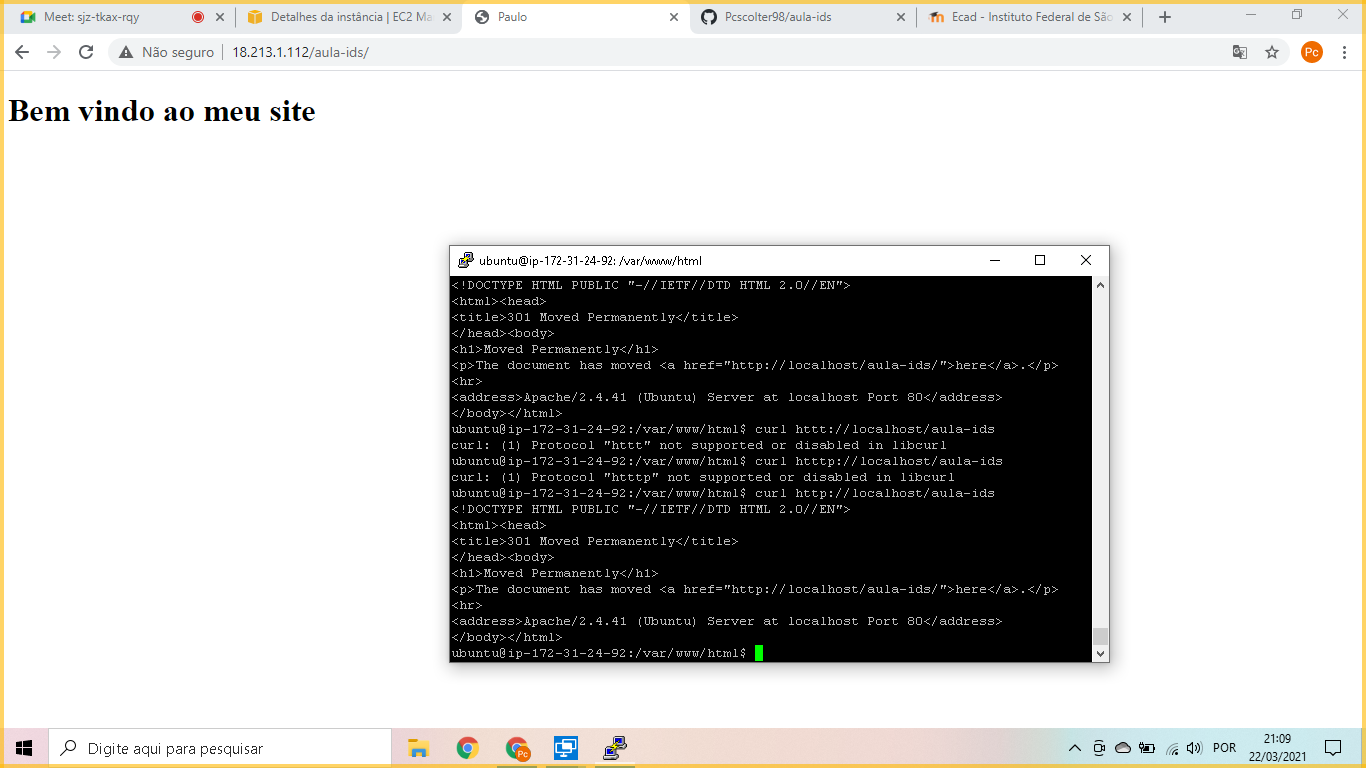 Meet: sjz-tkax-rqy
Detalhes da instância | EC2 Ma
Paulo
Pcscolter98/aula-ids
Ecad - Instituto Federal de São
Não seguro
18.213.1.112/aula-ids/
Pc
Bem vindo ao meu site
ubuntu@ip-172-31-24-92: /var/www/html
<!DOCTYPE HTML PUBLIC "-//IETF//DTD HTML 2.0//EN">
<html><head>
<title>301 Moved Permanently</title>
</head><body>
<h1>Moved Permanently</h1>
<p>The document has moved <a href="http://localhost/aula-ids/">here</a>.</p>
<hr>
<address>Apache/2.4.41 (Ubuntu) Server at localhost Port 80</address>
</body></html>
ubuntu@ip-172-31-24-92:/var/www/html$ curl httt://localhost/aula-ids
curl: (1) Protocol "httt" not supported or disabled in libcurl
ubuntu@ip-172-31-24-92:/var/www/html$ curl htttp://localhost/aula-ids
curl: (1) Protocol "htttp" not supported or disabled in libcurl
ubuntu@ip-172-31-24-92:/var/www/html$ curl http://localhost/aula-ids
<!DOCTYPE HTML PUBLIC "-//IETF//DTD HTML 2.0//EN">
<html><head>
<title>301 Moved Permanently</title>
</head><body>
<h1>Moved Permanently</h1>
<p>The document has moved <a href="http://localhost/aula-ids/">here</a>.</p>
<hr>
<address>Apache/2.4.41 (Ubuntu) Server at localhost Port 80</address>
</body></html>
ubuntu@ip-172-31-24-92:/var/www/html$
Digite aqui para pesquisar
Pc
POR
21:09
22/03/2021